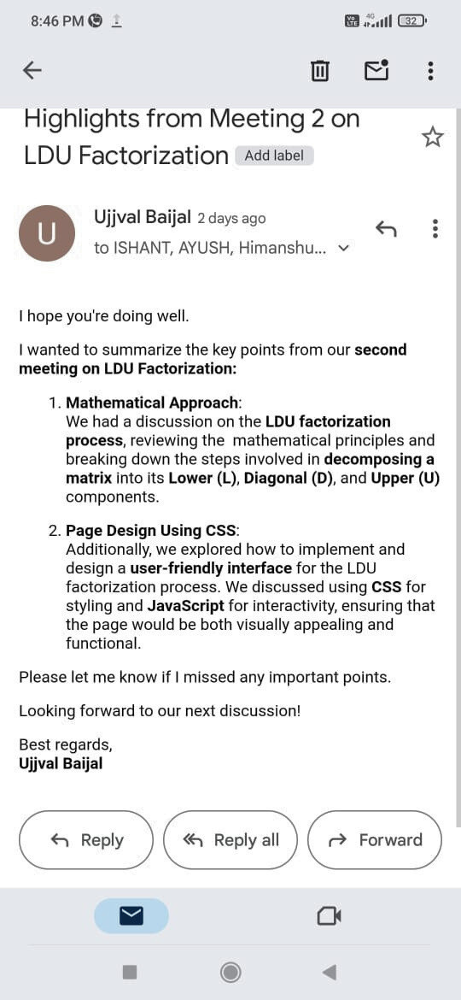 8:46 PM
Vo LTE 4G 32
Highlights from Meeting 2 on
LDU Factorization Add label
U
Ujjval Baijal 2 days ago
to ISHANT, AYUSH, Himanshu...
I hope you're doing well.
I wanted to summarize the key points from our second
meeting on LDU Factorization:
1. Mathematical Approach:
We had a discussion on the LDU factorization
process, reviewing the mathematical principles and
breaking down the steps involved in decomposing a
matrix into its Lower (L), Diagonal (D), and Upper (U)
components.
2. Page Design Using CSS:
Additionally, we explored how to implement and
design a user-friendly interface for the LDU
factorization process. We discussed using CSS for
styling and JavaScript for interactivity, ensuring that
the page would be both visually appealing and
functional.
Please let me know if I missed any important points.
Looking forward to our next discussion!
Best regards,
Ujjval Baijal
Reply Reply all Forward